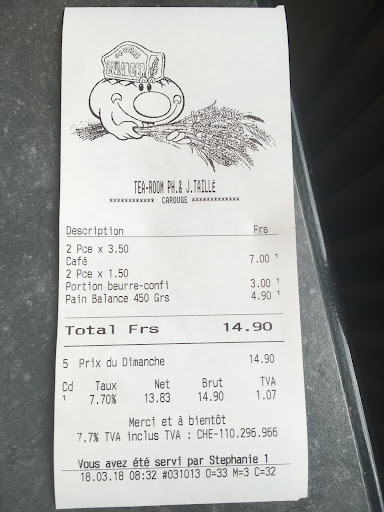 BOULANGER
TEA-ROOM PH.& J.TAILLé
************ CAROUGE *************
Description Frs
2 Pce x 3.50
Café 7.00 ¹
2 Pce x 1.50
Portion beurre-confi 3.00 ¹
Pain Balance 450 Grs 4.90 ¹
Total Frs 14.90
5 Prix du Dimanche 14.90
Cd Taux Net Brut TVA
¹ 7.70% 13.83 14.90 1.07
Merci et à bientôt
7.7% TVA inclus TVA : CHE-110.296.966
Vous avez été servi par Stephanie 1
18.03.18 08:32 #031013 O=33 M=3 C=32